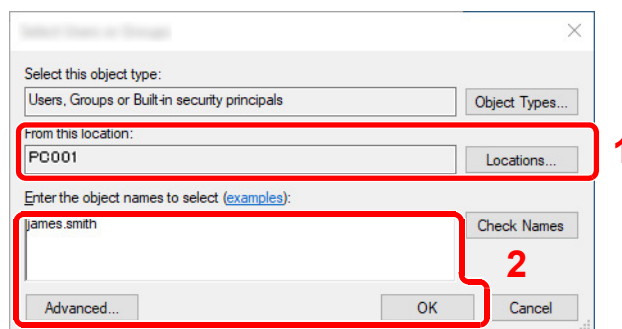 Select this object type:
Users, Groups or Built-in security principals
Object Types...
From this location:
PC001
Locations...
1
Enter the object names to select (examples):
james.smith
Check Names
2
Advanced...
OK
Cancel